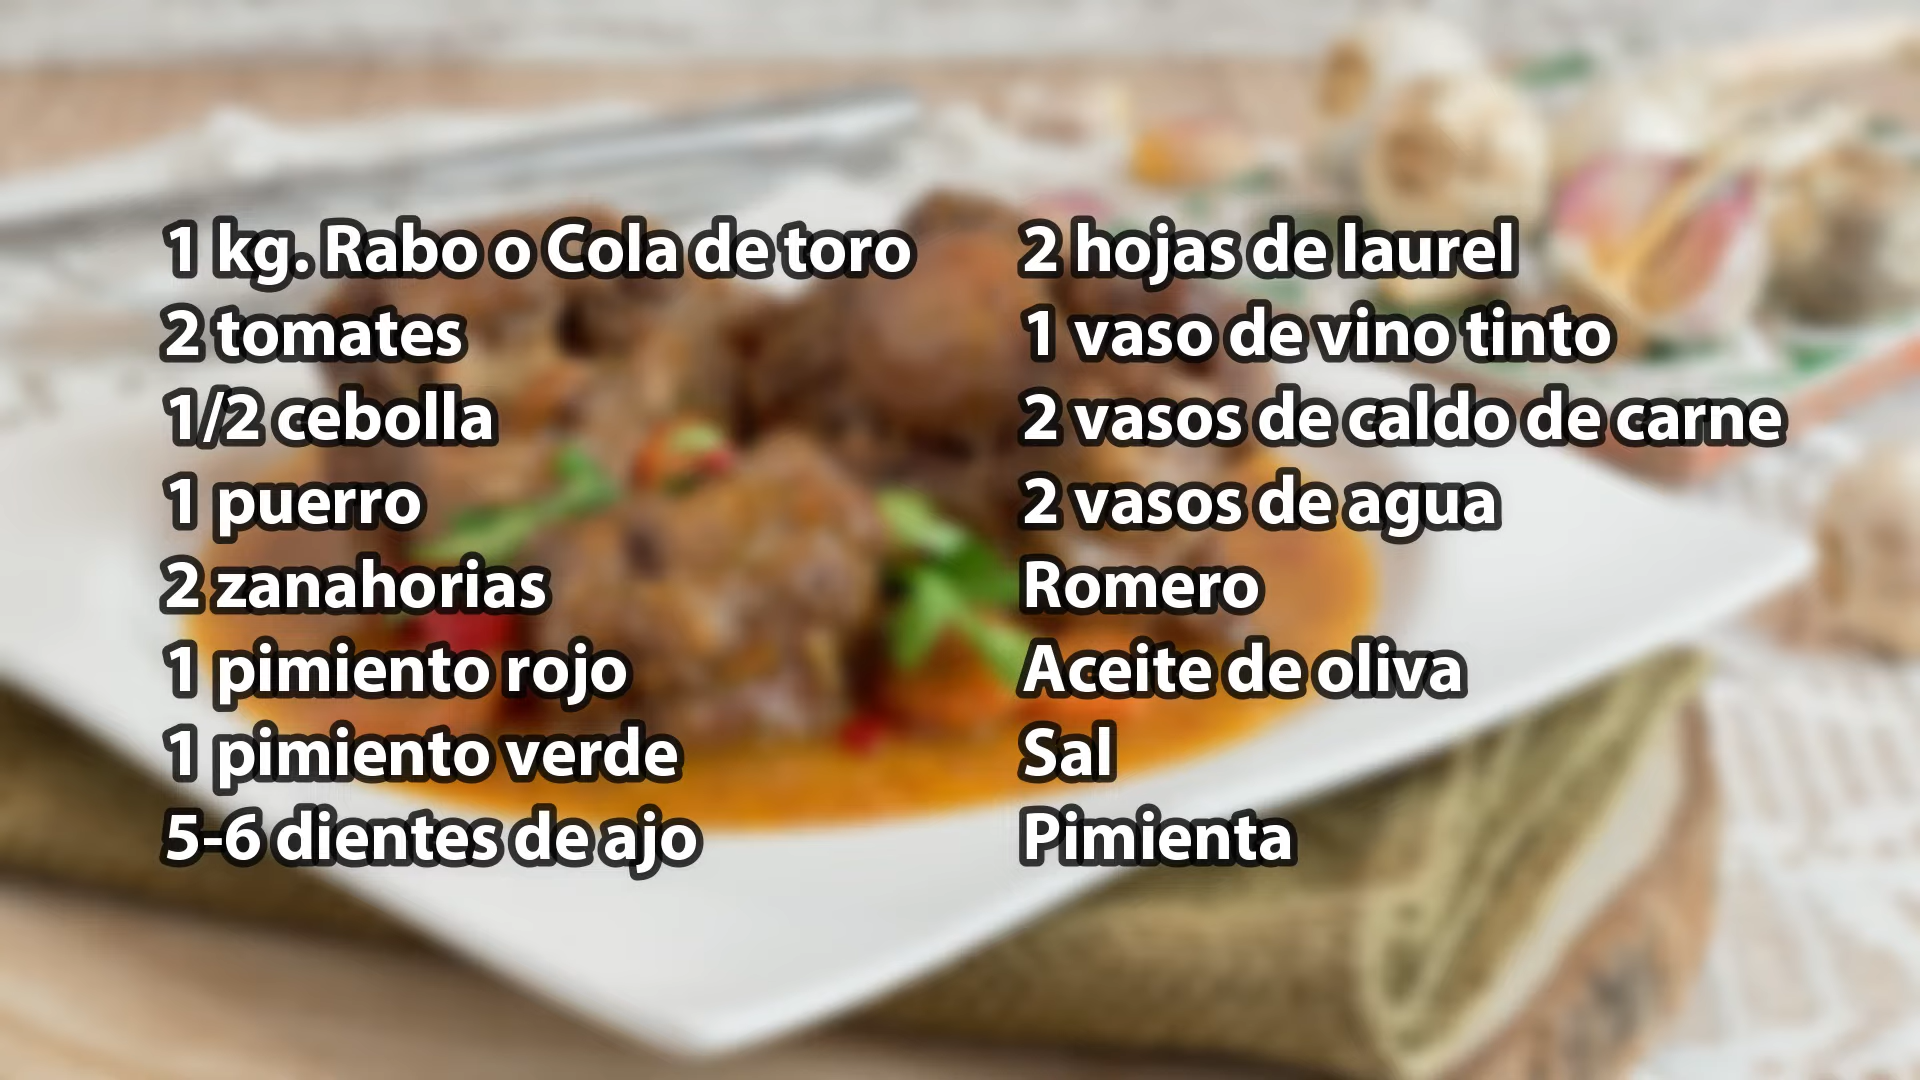 1 kg. Rabo o Cola de toro
2 tomates
1/2 cebolla
1 puerro
2 zanahorias
1 pimiento rojo
1 pimiento verde
5-6 dientes de ajo
2 hojas de laurel
1 vaso de vino tinto
2 vasos de caldo de carne
2 vasos de agua
Romero
Aceite de oliva
Sal
Pimienta